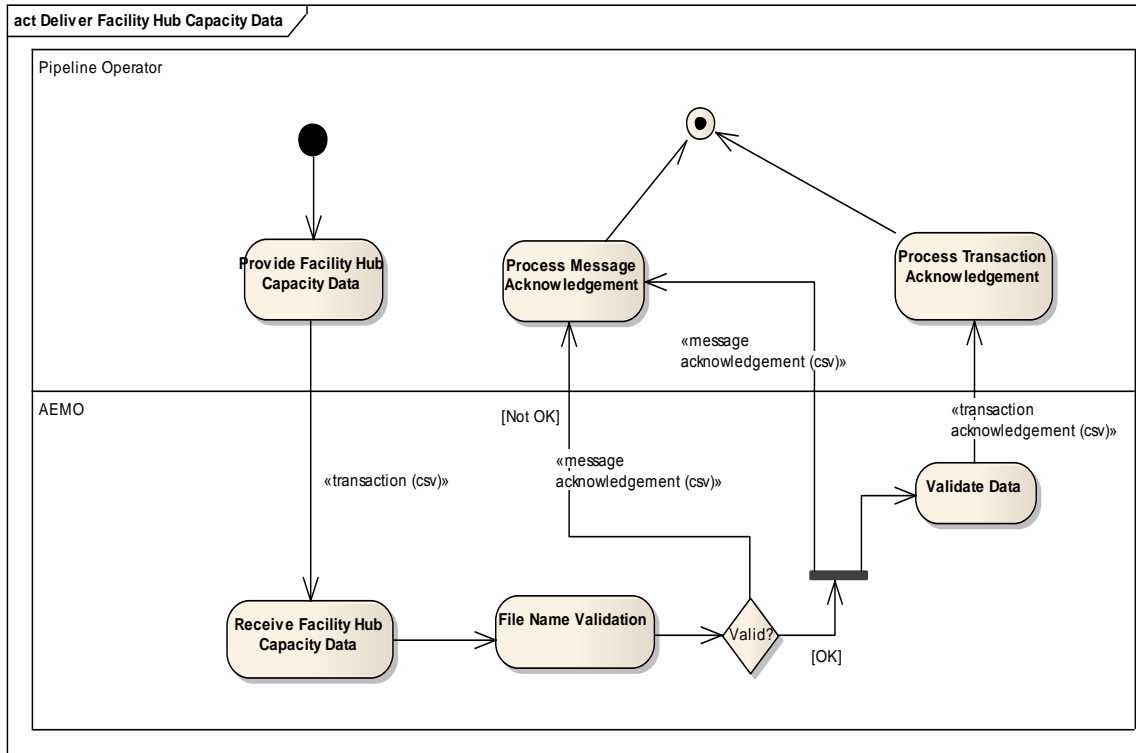 act Deliver Facility Hub Capacity Data
Pipeline Operator
Provide Facility Hub
Capacity Data
Process Message
Acknowledgement
Process Transaction
Acknowledgement
«message
acknowledgement (csv)»
AEMO
[Not OK]
«transaction
acknowledgement (csv)»
«message
acknowledgement (csv)»
«transaction (csv)»
Validate Data
Receive Facility Hub
Capacity Data
File Name Validation
Valid?
[OK]